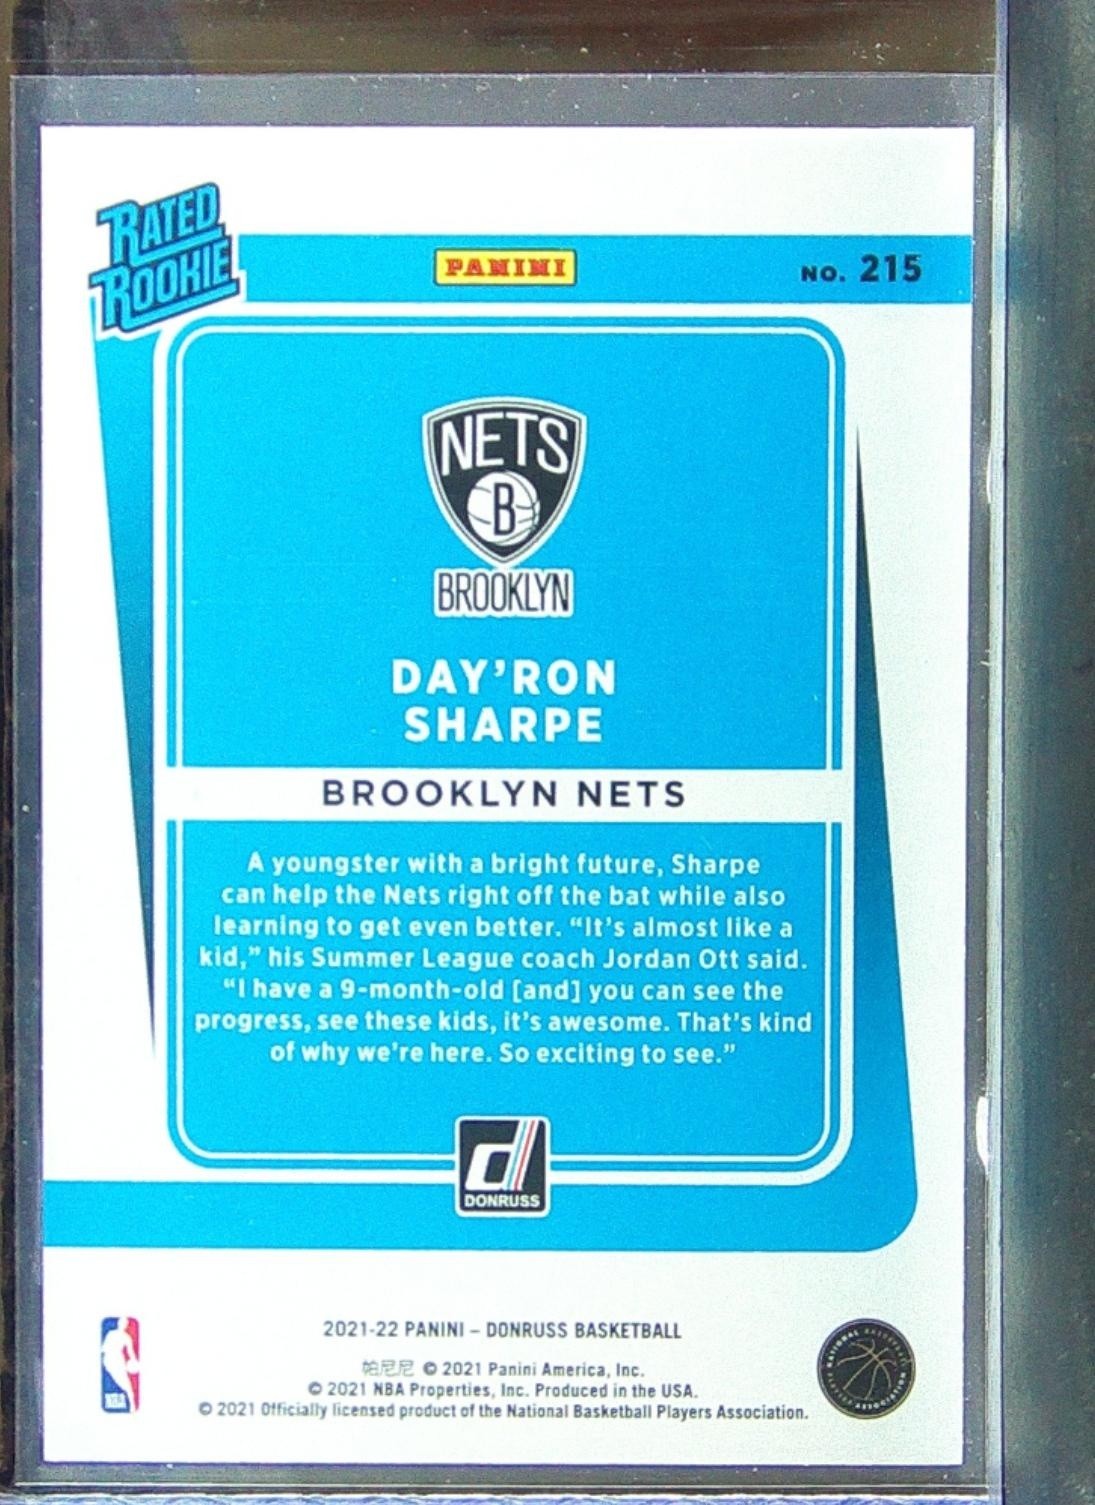 RATED
ROOKIE
PANINI
NO. 215
NETS
B
BROOKLYN
DAY’RON
SHARPE
BROOKLYN NETS
A youngster with a bright future, Sharpe
can help the Nets right off the bat while also
learning to get even better. “It’s almost like a
kid,” his Summer League coach Jordan Ott said.
“I have a 9-month-old [and] you can see the
progress, see these kids, it’s awesome. That’s kind
of why we’re here. So exciting to see.”
d
DONRUSS
2021-22 PANINI – DONRUSS BASKETBALL
帕尼尼 © 2021 Panini America, Inc.
© 2021 NBA Properties, Inc. Produced in the USA.
© 2021 Officially licensed product of the National Basketball Players Association.
NBA
NATIONAL BASKETBALL
PLAYERS ASSOCIATION